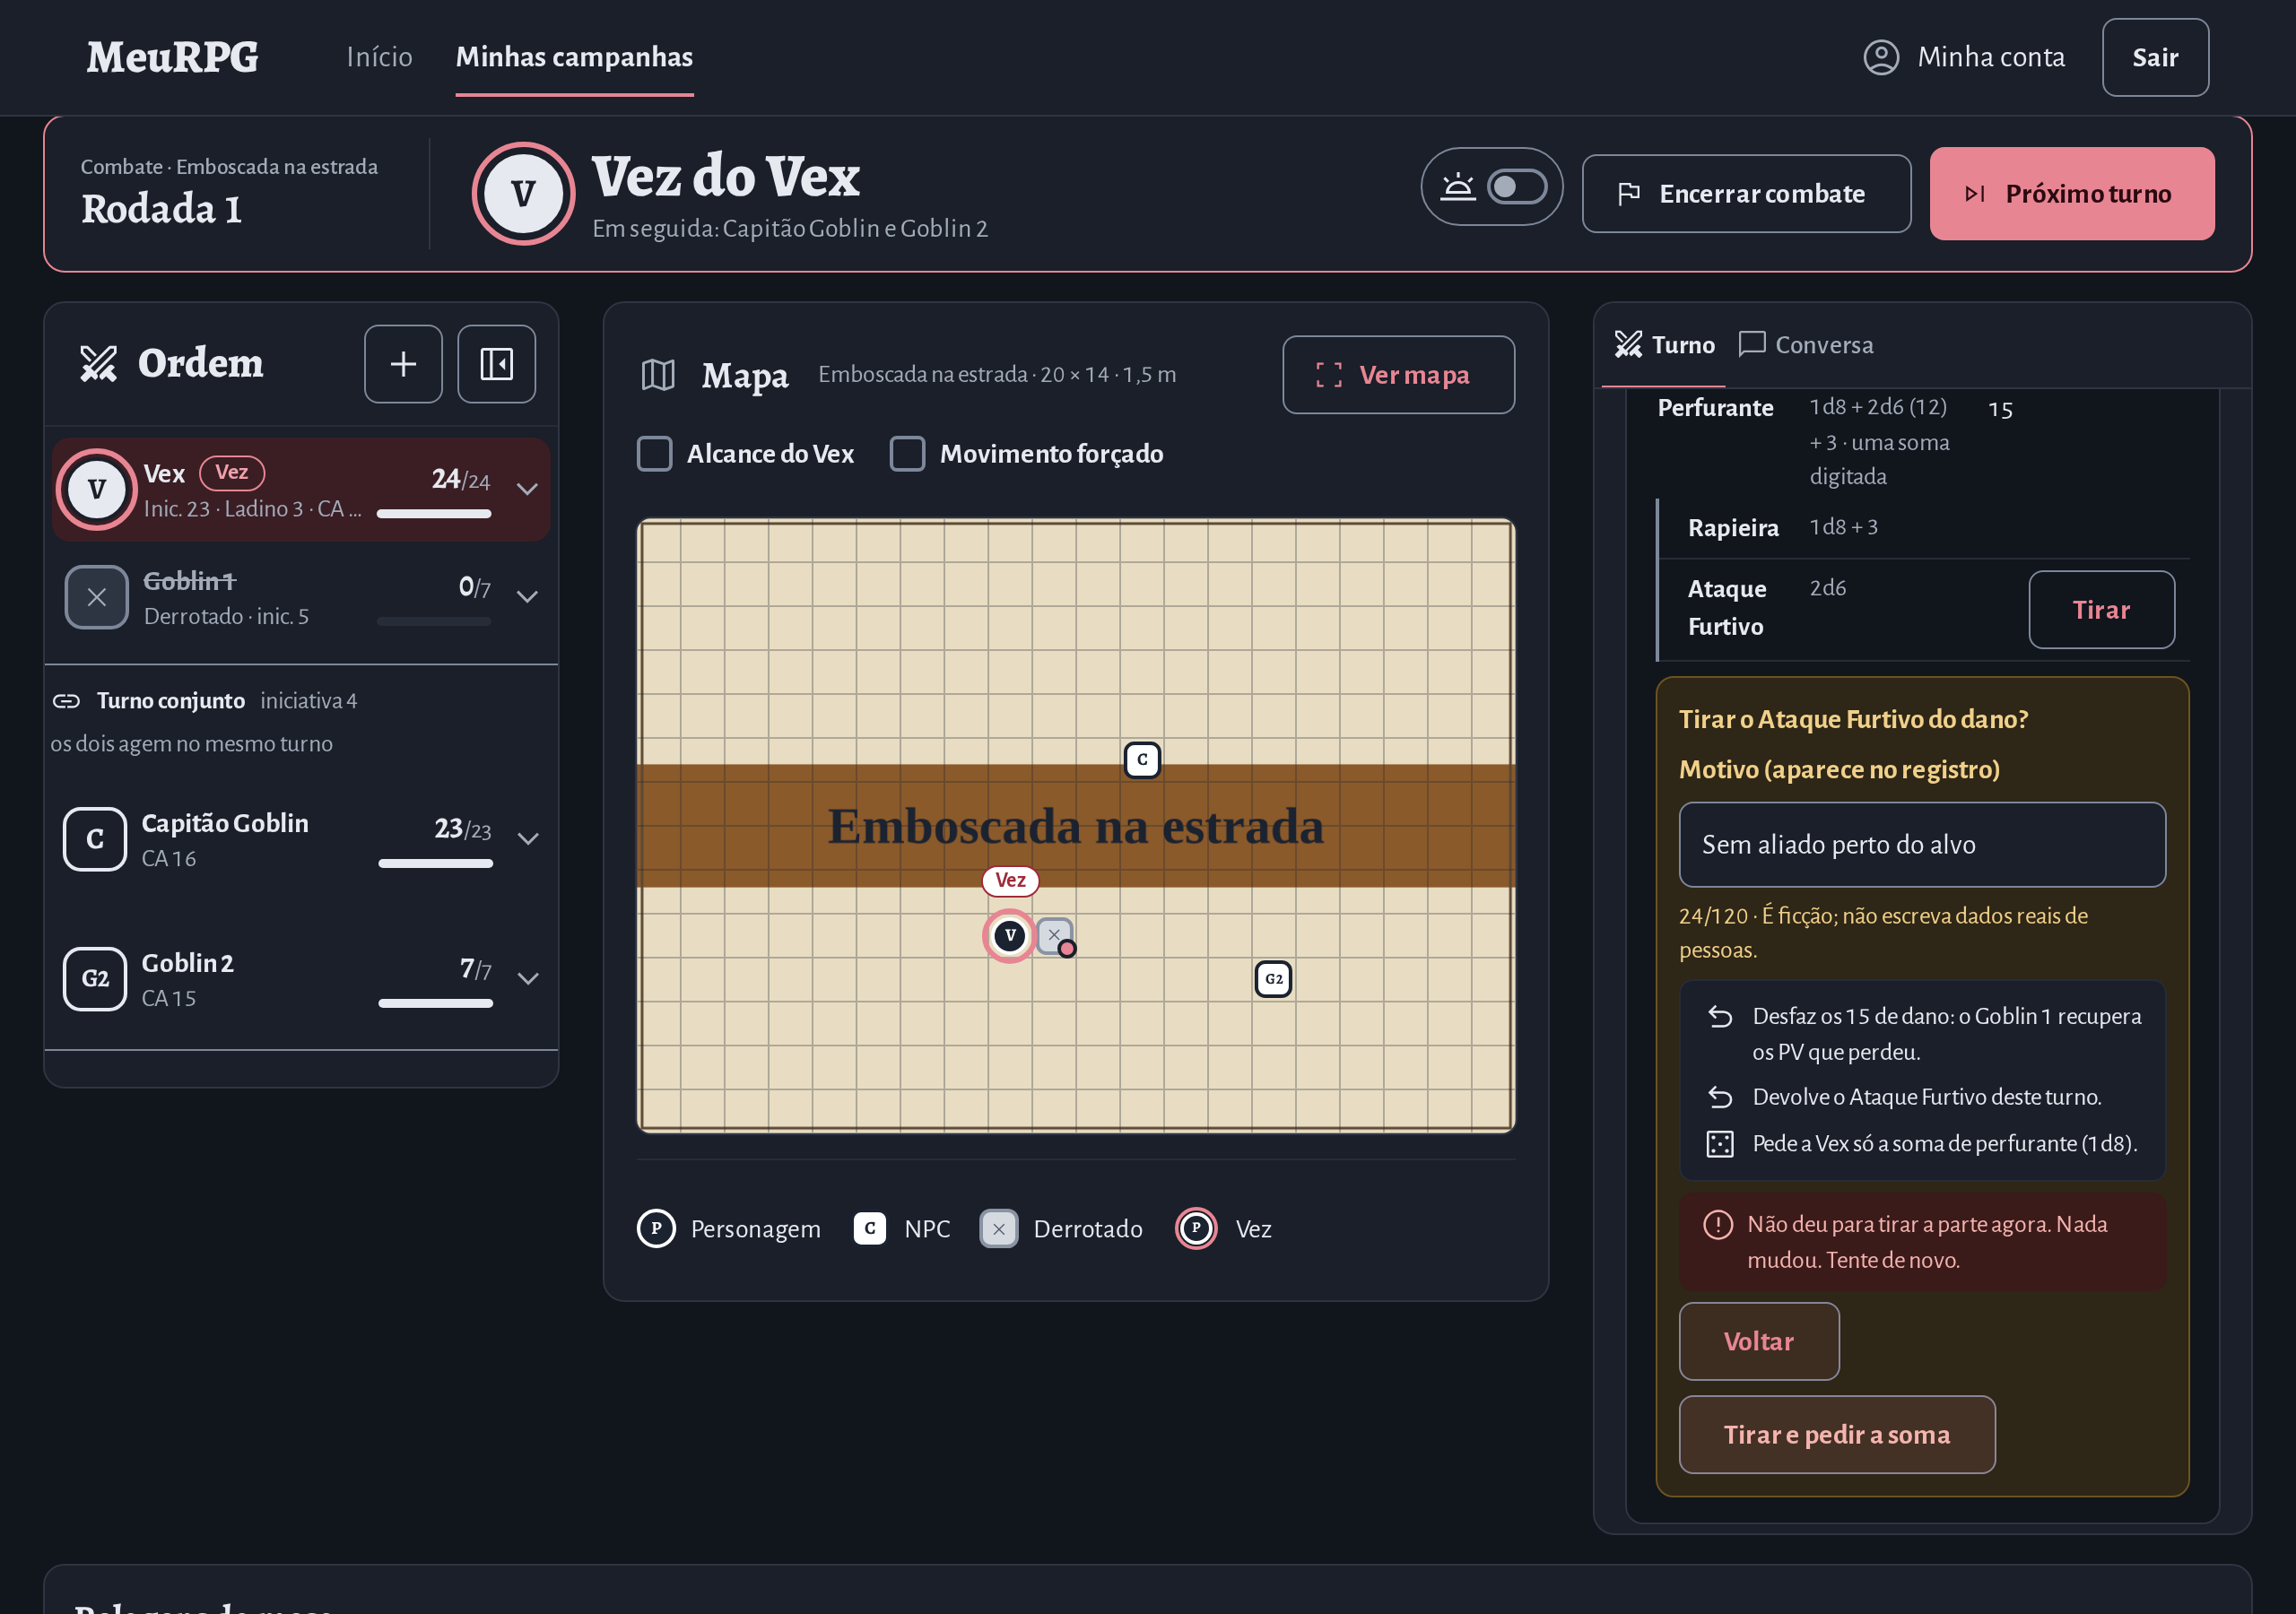 MeuRPG
Início
Minhas campanhas
Minha conta
Sair
Combate · Emboscada na estrada
Rodada 1
V
Vez do Vex
Em seguida: Capitão Goblin e Goblin 2
Encerrar combate
Próximo turno
Ordem
V
Vex
Vez
24/24
Inic. 23 · Ladino 3 · CA ...
Goblin 1
0/7
Derrotado · inic. 5
Turno conjunto iniciativa 4
os dois agem no mesmo turno
C
Capitão Goblin
23/23
CA 16
G2
Goblin 2
7/7
CA 15
Mapa
Emboscada na estrada · 20 × 14 · 1,5 m
Ver mapa
Alcance do Vex
Movimento forçado
C
Emboscada na estrada
Vez
V
G2
P
Personagem
C
NPC
Derrotado
P
Vez
Turno
Conversa
Perfurante
1d8 + 2d6 (12)
15
+ 3 · uma soma
digitada
Rapieira
1d8 + 3
Ataque
Furtivo
2d6
Tirar
Tirar o Ataque Furtivo do dano?
Motivo (aparece no registro)
Sem aliado perto do alvo
24/120 · É ficção; não escreva dados reais de
pessoas.
Desfaz os 15 de dano: o Goblin 1 recupera
os PV que perdeu.
Devolve o Ataque Furtivo deste turno.
Pede a Vex só a soma de perfurante (1d8).
Não deu para tirar a parte agora. Nada
mudou. Tente de novo.
Voltar
Tirar e pedir a soma